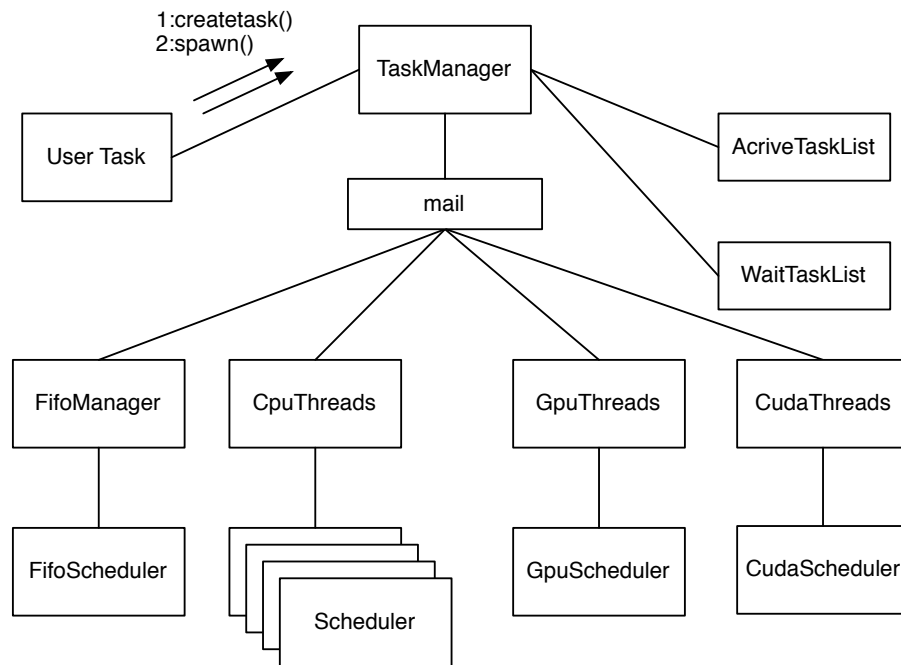 1:createtask()
2:spawn()
TaskManager
User Task
AcriveTaskList
mail
WaitTaskList
FifoManager
CpuThreads
GpuThreads
CudaThreads
FifoScheduler
GpuScheduler
CudaScheduler
Scheduler